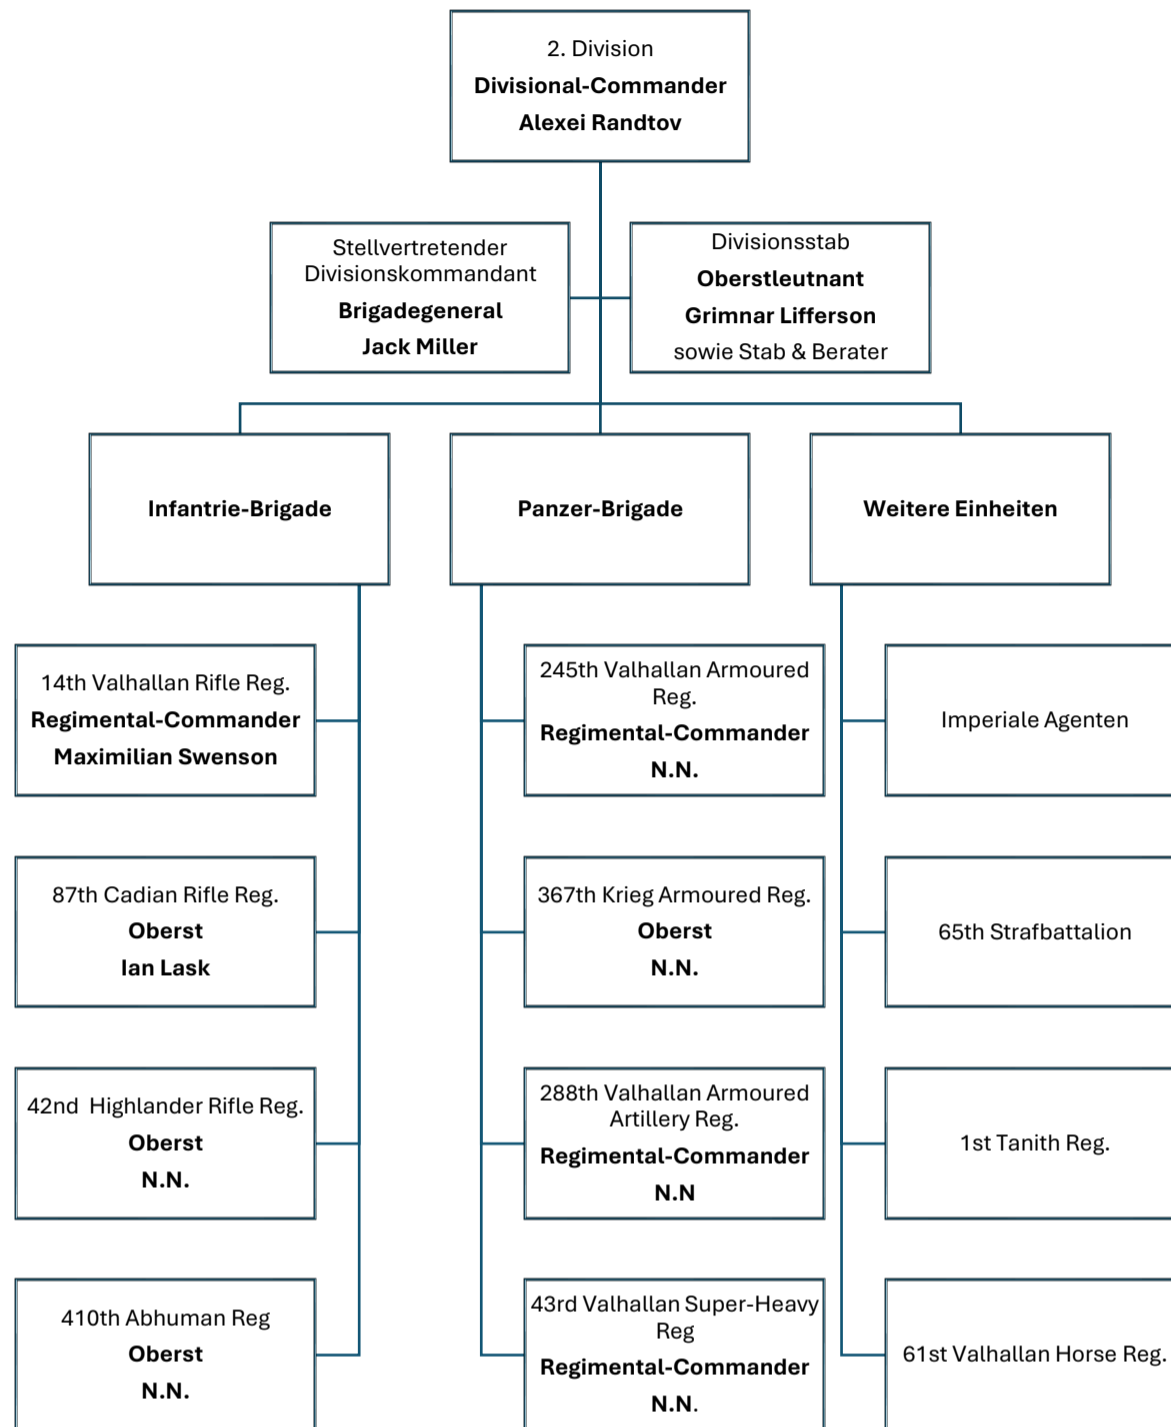 2. Division
Divisional-Commander
Alexei Randtov
Stellvertretender
Divisionskommandant
Brigadegeneral
Jack Miller
Divisionsstab
Oberstleutnant
Grimnar Lifferson
sowie Stab & Berater
Infantrie-Brigade
Panzer-Brigade
Weitere Einheiten
14th Valhallan Rifle Reg.
Regimental-Commander
Maximilian Swenson
87th Cadian Rifle Reg.
Oberst
Ian Lask
42nd  Highlander Rifle Reg.
Oberst
N.N.
410th Abhuman Reg
Oberst
N.N.
245th Valhallan Armoured
Reg.
Regimental-Commander
N.N.
367th Krieg Armoured Reg.
Oberst
N.N.
288th Valhallan Armoured
Artillery Reg.
Regimental-Commander
N.N
43rd Valhallan Super-Heavy
Reg
Regimental-Commander
N.N.
Imperiale Agenten
65th Strafbattalion
1st Tanith Reg.
61st Valhallan Horse Reg.